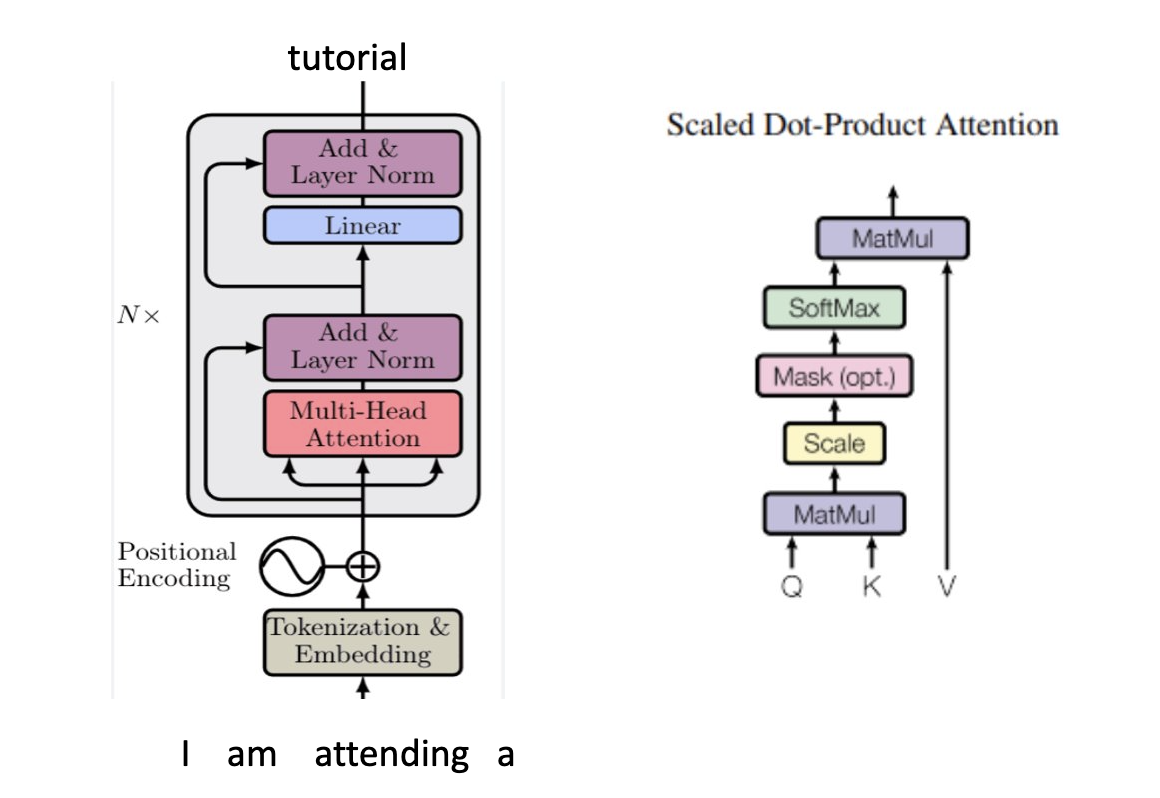 tutorial
Add &
Layer Norm
Linear
N×
Add &
Layer Norm
Multi-Head
Attention
Positional
Encoding
Tokenization &
Embedding
I am attending a
Scaled Dot-Product Attention
MatMul
SoftMax
Mask (opt.)
Scale
MatMul
Q K V